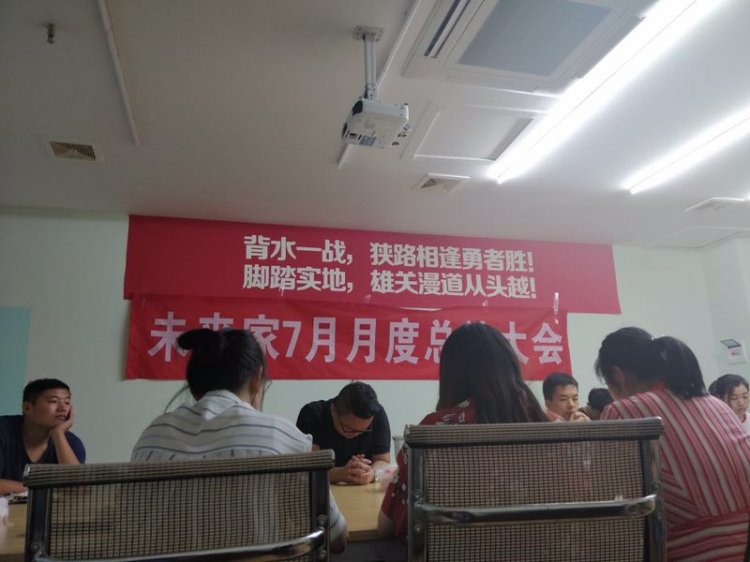 背水一战，狭路相逢勇者胜！
脚踏实地，雄关漫道从头越！
未来家7月月度总结大会